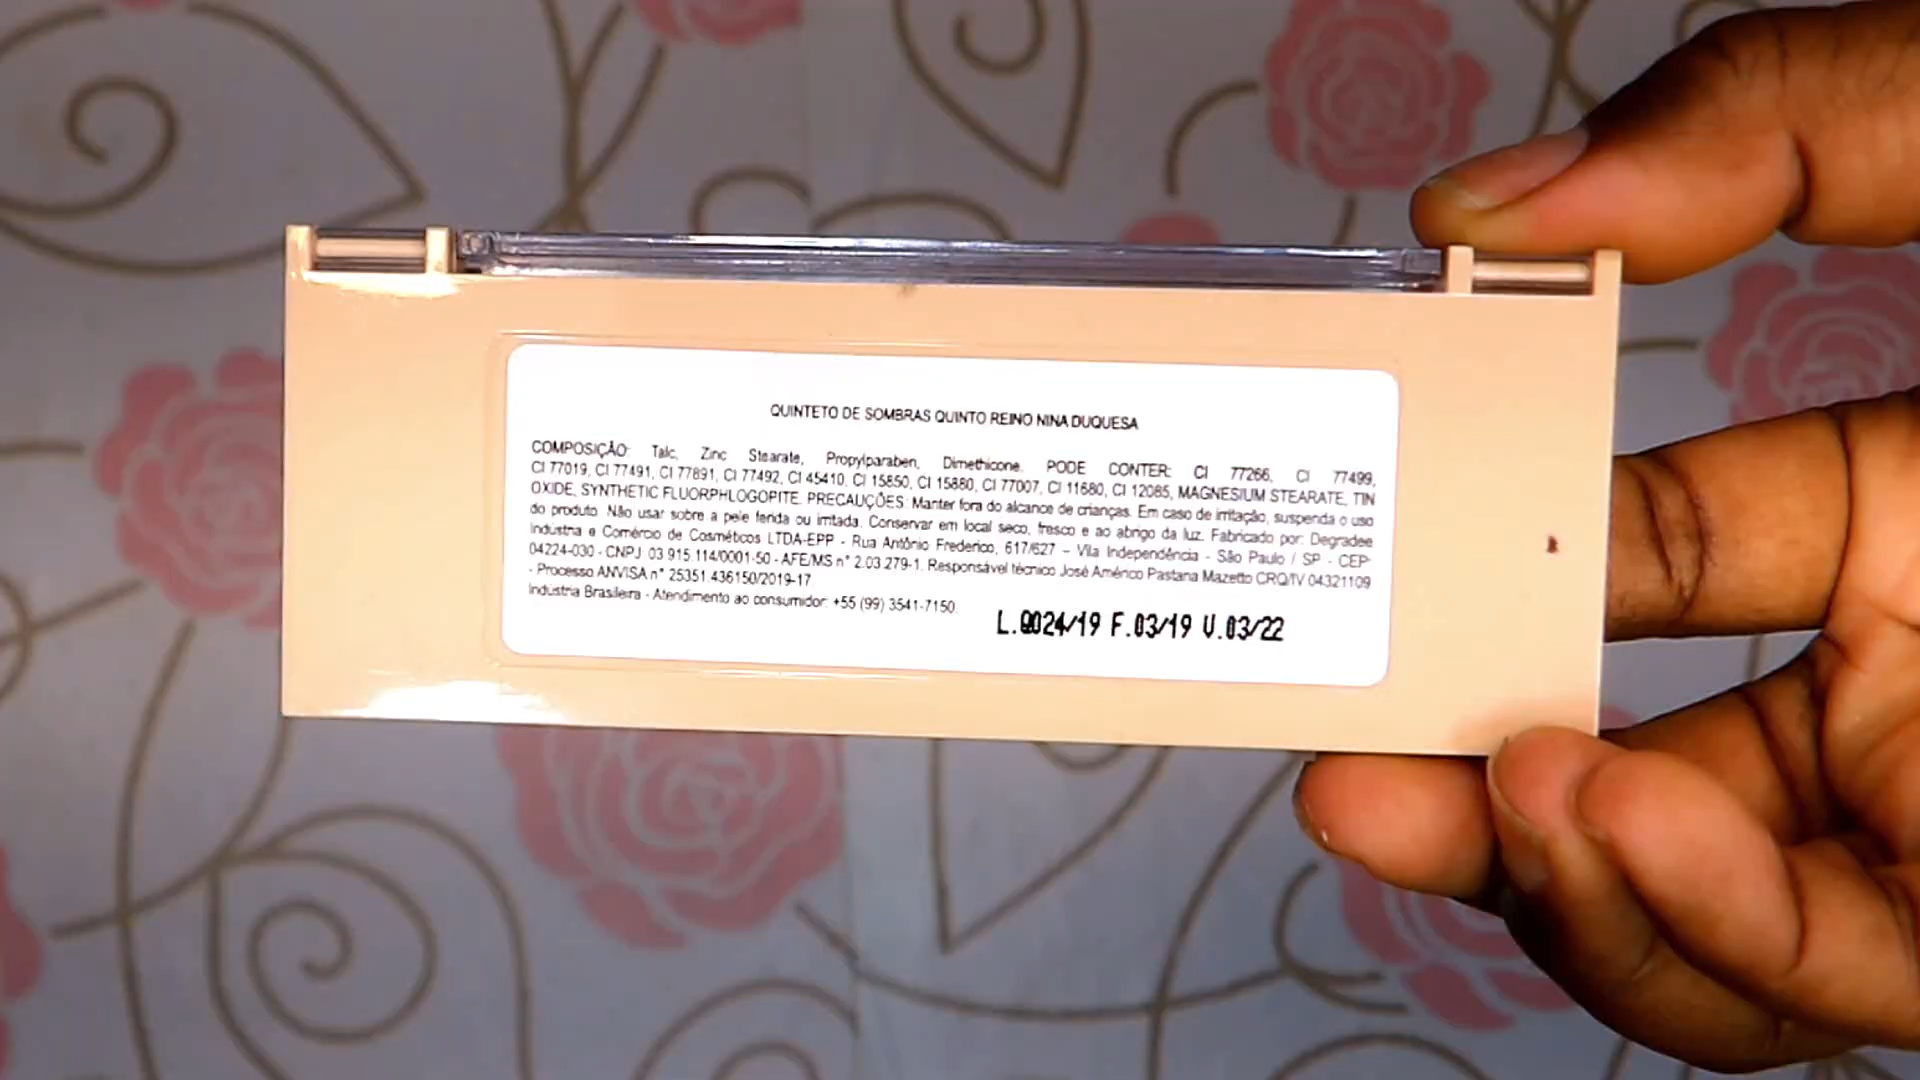 QUINTETO DE SOMBRAS QUINTO REINO NINA DUQUESA
COMPOSIÇÃO: Talc, Zinc Stearate, Propylparaben, Dimethicone. PODE CONTER: CI 77266, CI 77499,
CI 77019, CI 77491, CI 77891, CI 77492, CI 45410, CI 15850, CI 15880, CI 77007, CI 11680, CI 12085, MAGNESIUM STEARATE, TIN
OXIDE, SYNTHETIC FLUORPHLOGOPITE. PRECAUÇÕES: Manter fora do alcance de crianças. Em caso de irritação, suspenda o uso
do produto. Não usar sobre a pele ferida ou irritada. Conservar em local seco, fresco e ao abrigo da luz. Fabricado por: Degradee
Indústria e Comércio de Cosméticos LTDA-EPP - Rua Antônio Frederico, 617/627 – Vila Independência - São Paulo / SP - CEP:
04224-030 - CNPJ: 03.915.114/0001-50 - AFE/MS n° 2.03.279-1. Responsável técnico José Américo Pastana Mazetto CRQ/IV 04321109
- Processo ANVISA n° 25351.436150/2019-17
Indústria Brasileira - Atendimento ao consumidor: +55 (99) 3541-7150.
L.0024/19 F.03/19 V.03/22